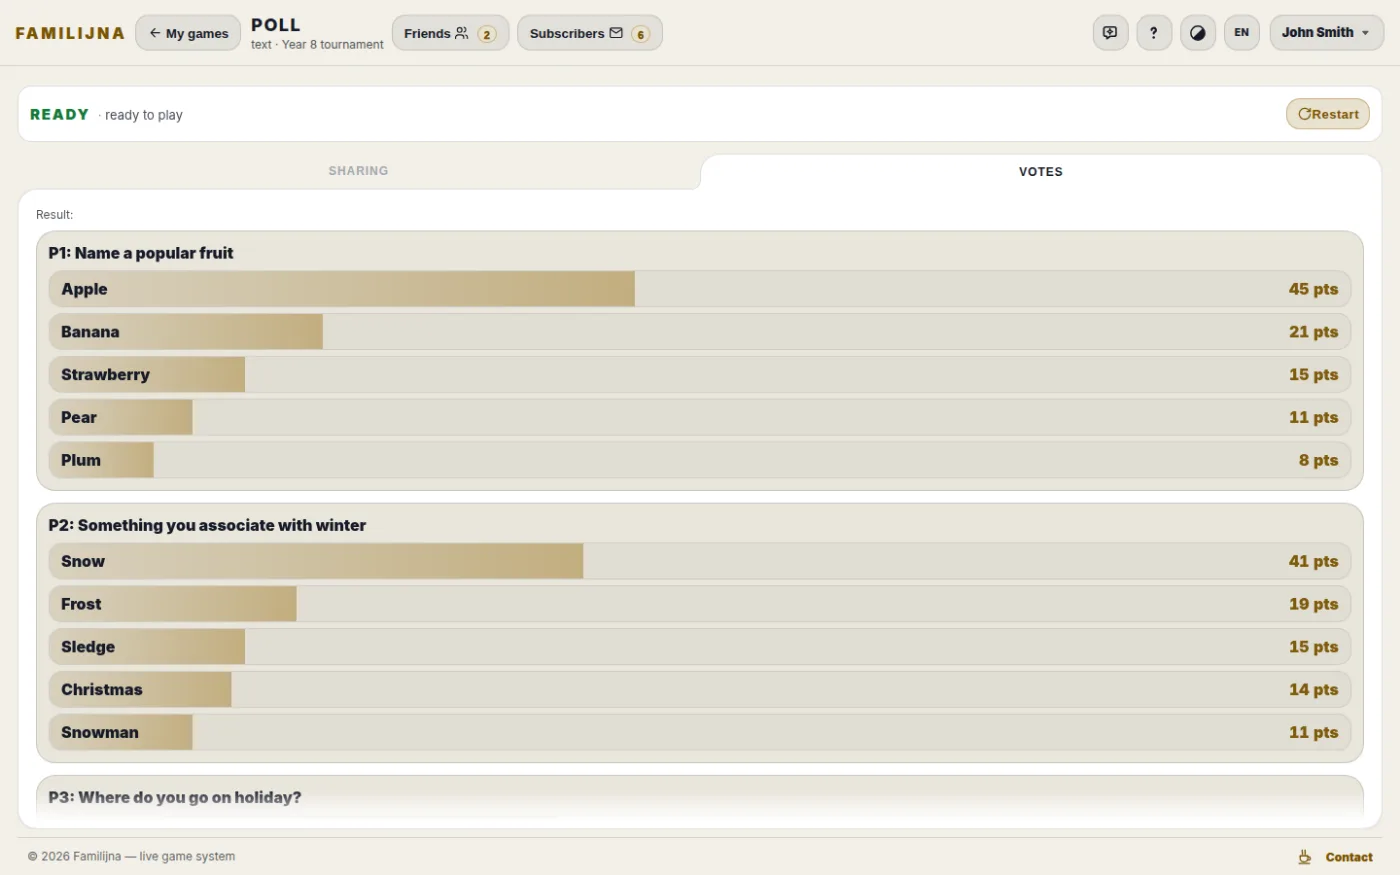 FAMILIJNA
My games
POLL
text · Year 8 tournament
Friends 2
Subscribers 6
?
EN
John Smith
READY · ready to play
Restart
SHARING
VOTES
Result:
P1: Name a popular fruit
Apple 45 pts
Banana 21 pts
Strawberry 15 pts
Pear 11 pts
Plum 8 pts
P2: Something you associate with winter
Snow 41 pts
Frost 19 pts
Sledge 15 pts
Christmas 14 pts
Snowman 11 pts
P3: Where do you go on holiday?
© 2026 Familijna — live game system
Contact